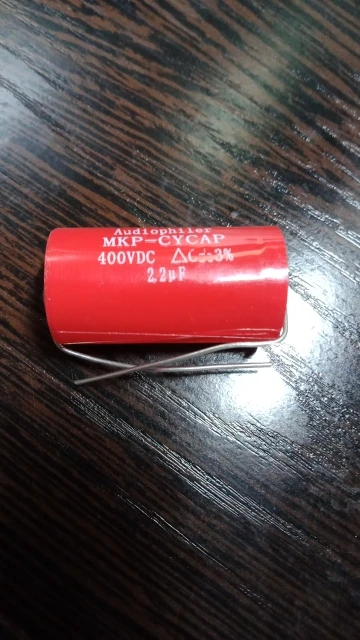 Audiophiler
MKP-CYCAP
400VDC △C±3%
2.2μF